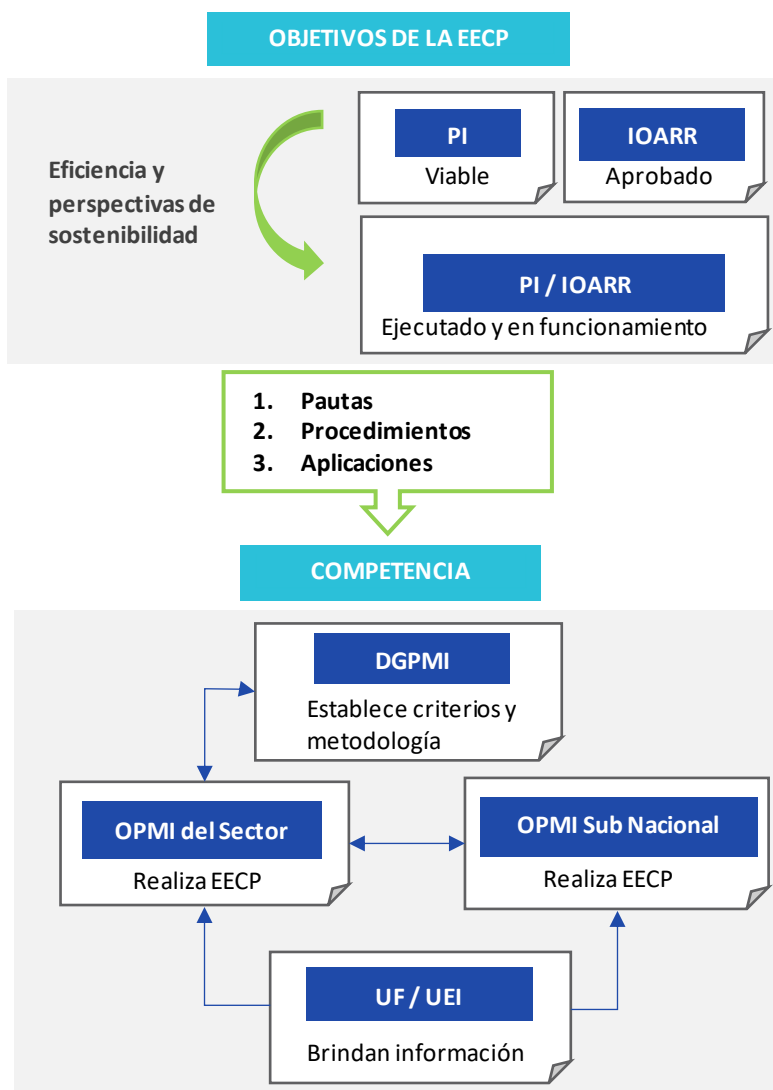 OBJETIVOS DE LA EECP
Eficiencia y
perspectivas de
sostenibilidad
PI
Viable
IOARR
Aprobado
PI / IOARR
Ejecutado y en funcionamiento
1. Pautas
2. Procedimientos
3. Aplicaciones
COMPETENCIA
DGPMI
Establece criterios y
metodología
OPMI del Sector
Realiza EECP
OPMI Sub Nacional
Realiza EECP
UF / UEI
Brindan información